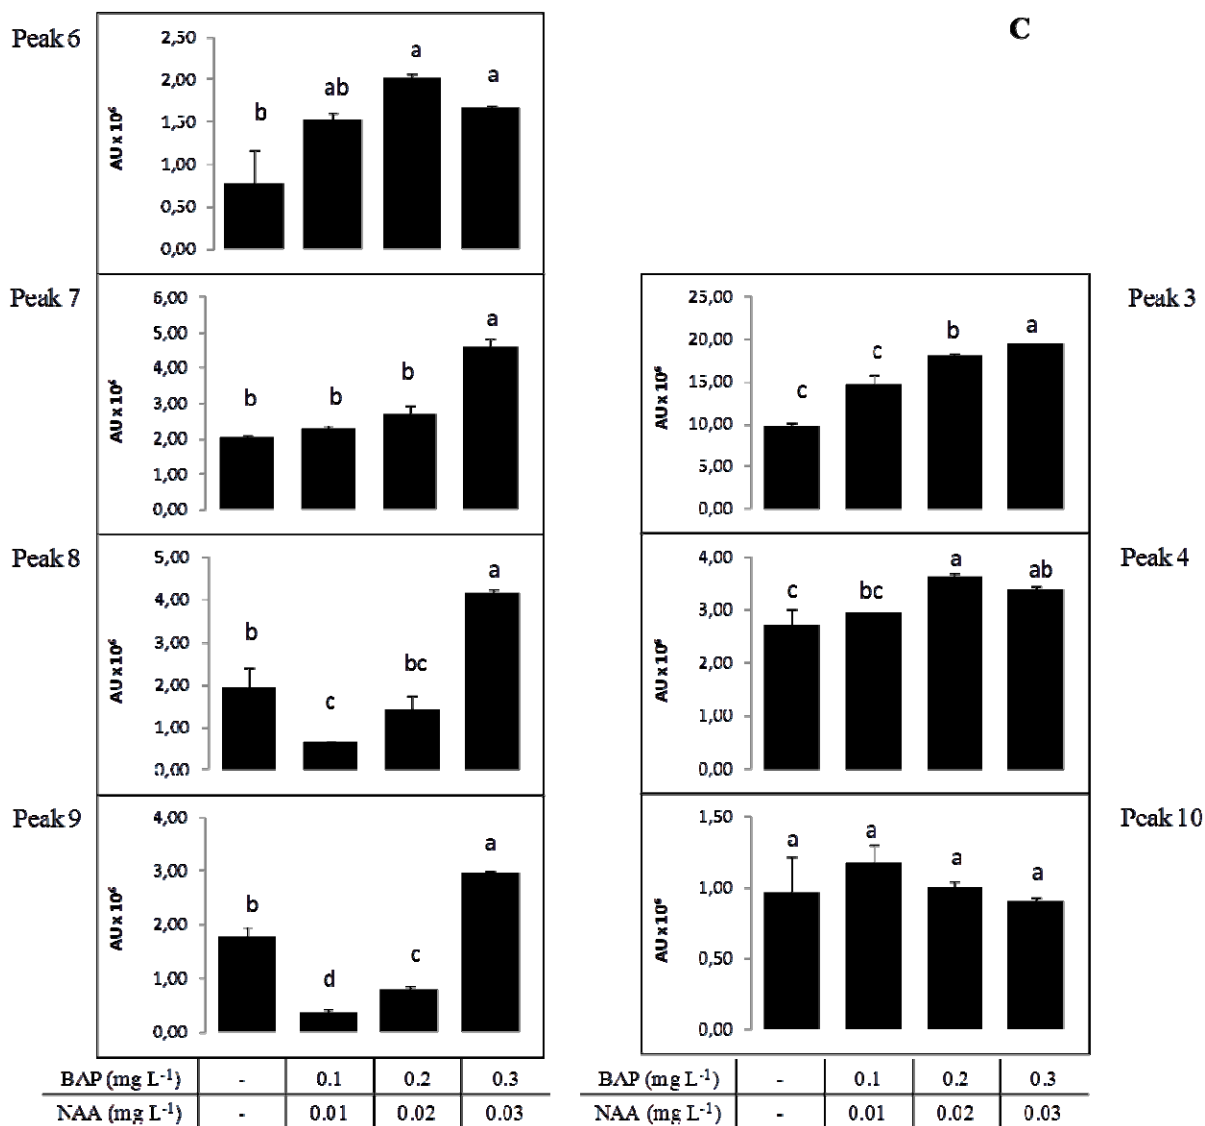 C
Peak 6
2,50
2,00
1,50
1,00
0,50
0,00
AU x 10⁶
b
ab
a
a
Peak 7
6,00
5,00
4,00
3,00
2,00
1,00
0,00
AU x 10⁶
b
b
b
a
Peak 8
5,00
4,00
3,00
2,00
1,00
0,00
AU x 10⁶
b
c
bc
a
Peak 9
4,00
3,00
2,00
1,00
0,00
AU x 10⁶
b
d
c
a
BAP (mg L⁻¹) - 0.1 0.2 0.3
NAA (mg L⁻¹) - 0.01 0.02 0.03
Peak 3
25,00
20,00
15,00
10,00
5,00
0,00
AU x 10⁶
c
c
b
a
Peak 4
4,00
3,00
2,00
1,00
0,00
AU x 10⁶
c
bc
a
ab
Peak 10
1,50
1,00
0,50
0,00
AU x 10⁶
a
a
a
a
BAP (mg L⁻¹) - 0.1 0.2 0.3
NAA (mg L⁻¹) - 0.01 0.02 0.03